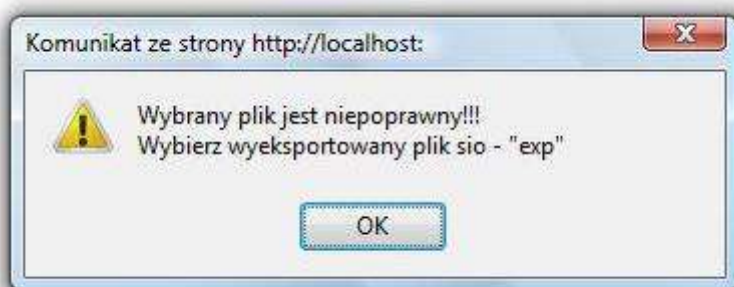 Komunikat ze strony http://localhost:
Wybrany plik jest niepoprawny!!!
Wybierz wyeksportowany plik sio - "exp"
OK